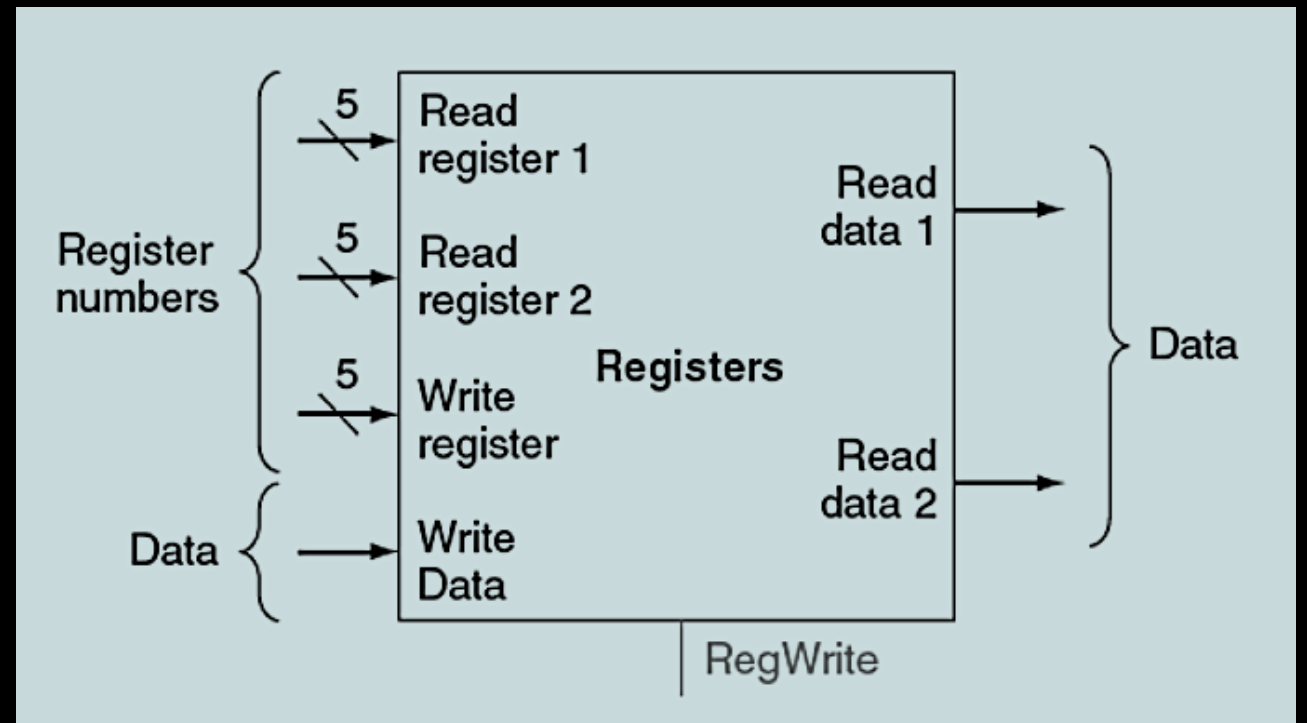 Register
numbers
Data
5
Read
register 1
5
Read
register 2
5
Write
register
Write
Data
Registers
Read
data 1
Read
data 2
Data
RegWrite